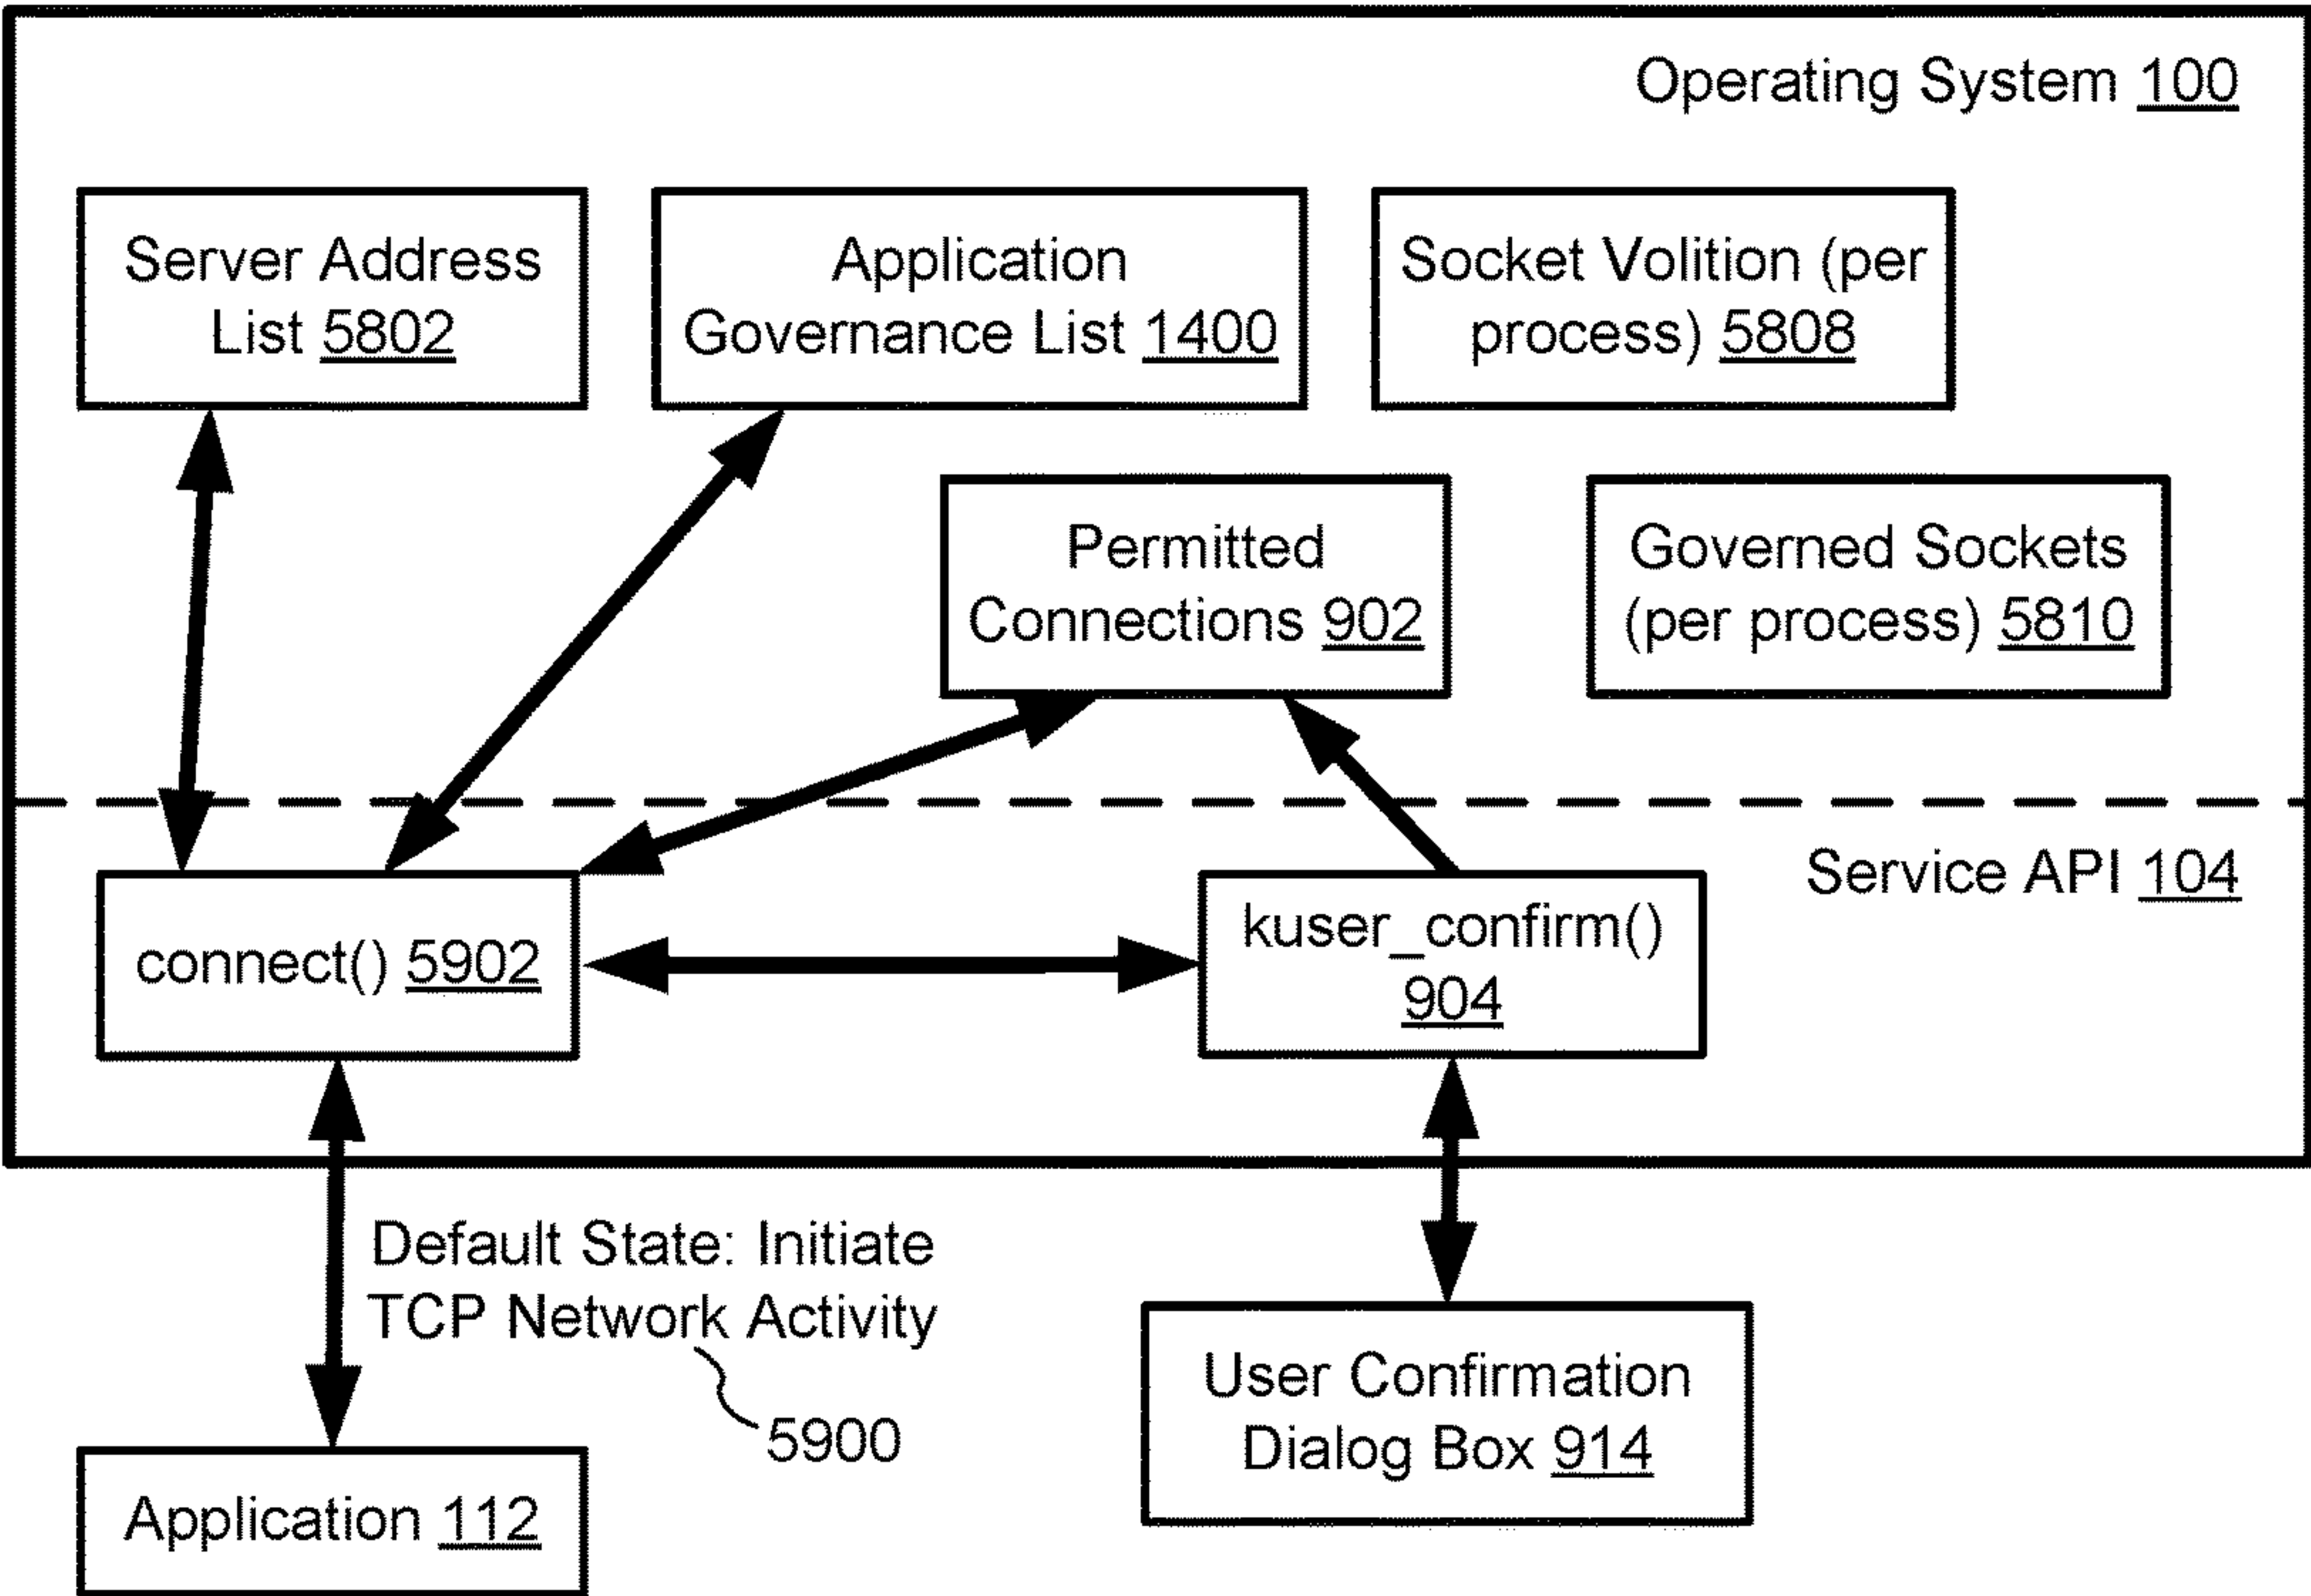 Operating System 100
Server Address
List 5802
Application
Governance List 1400
Socket Volition (per
process) 5808
Permitted
Connections 902
Governed Sockets
(per process) 5810
Service API 104
connect() 5902
kuser_confirm()
904
Default State: Initiate
TCP Network Activity
5900
User Confirmation
Dialog Box 914
Application 112